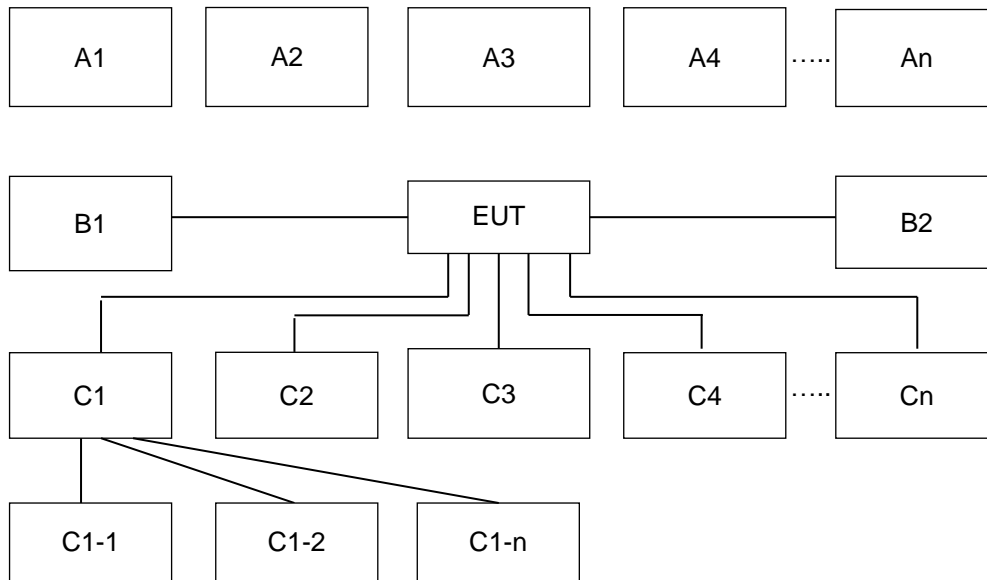 A1 A2 A3 A4 ..... An
B1 EUT B2
C1 C2 C3 C4 ..... Cn
C1-1 C1-2 C1-n